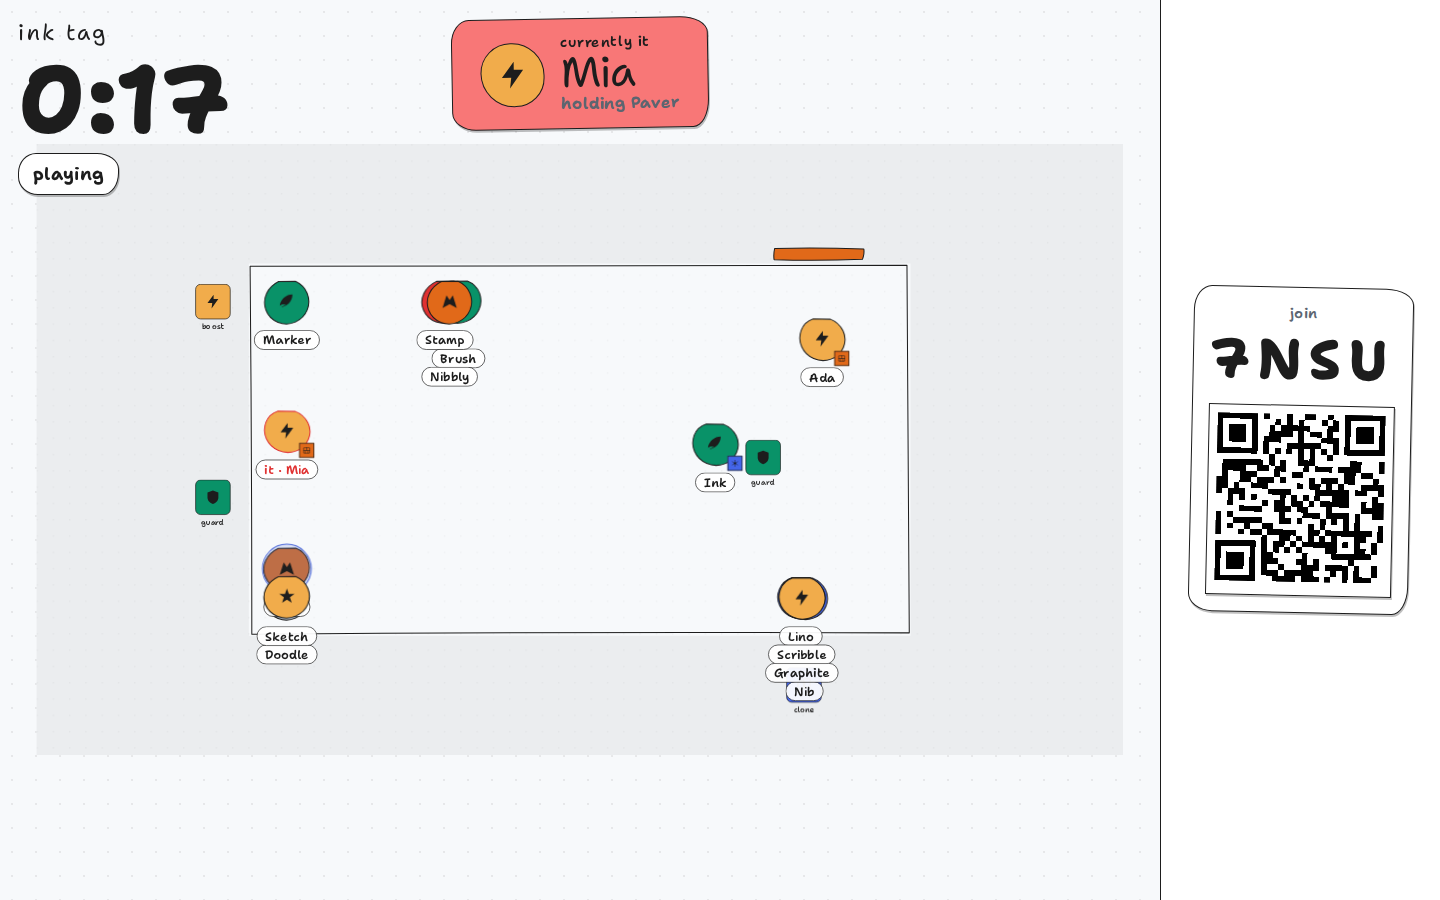 ink tag
0:17
playing
currently it
Mia
holding Paver
boost
guard
Marker
Stamp
Brush
Nibbly
Ada
it · Mia
Ink
guard
Sketch
Doodle
Lino
Scribble
Graphite
Nib
clone
join
7NSU